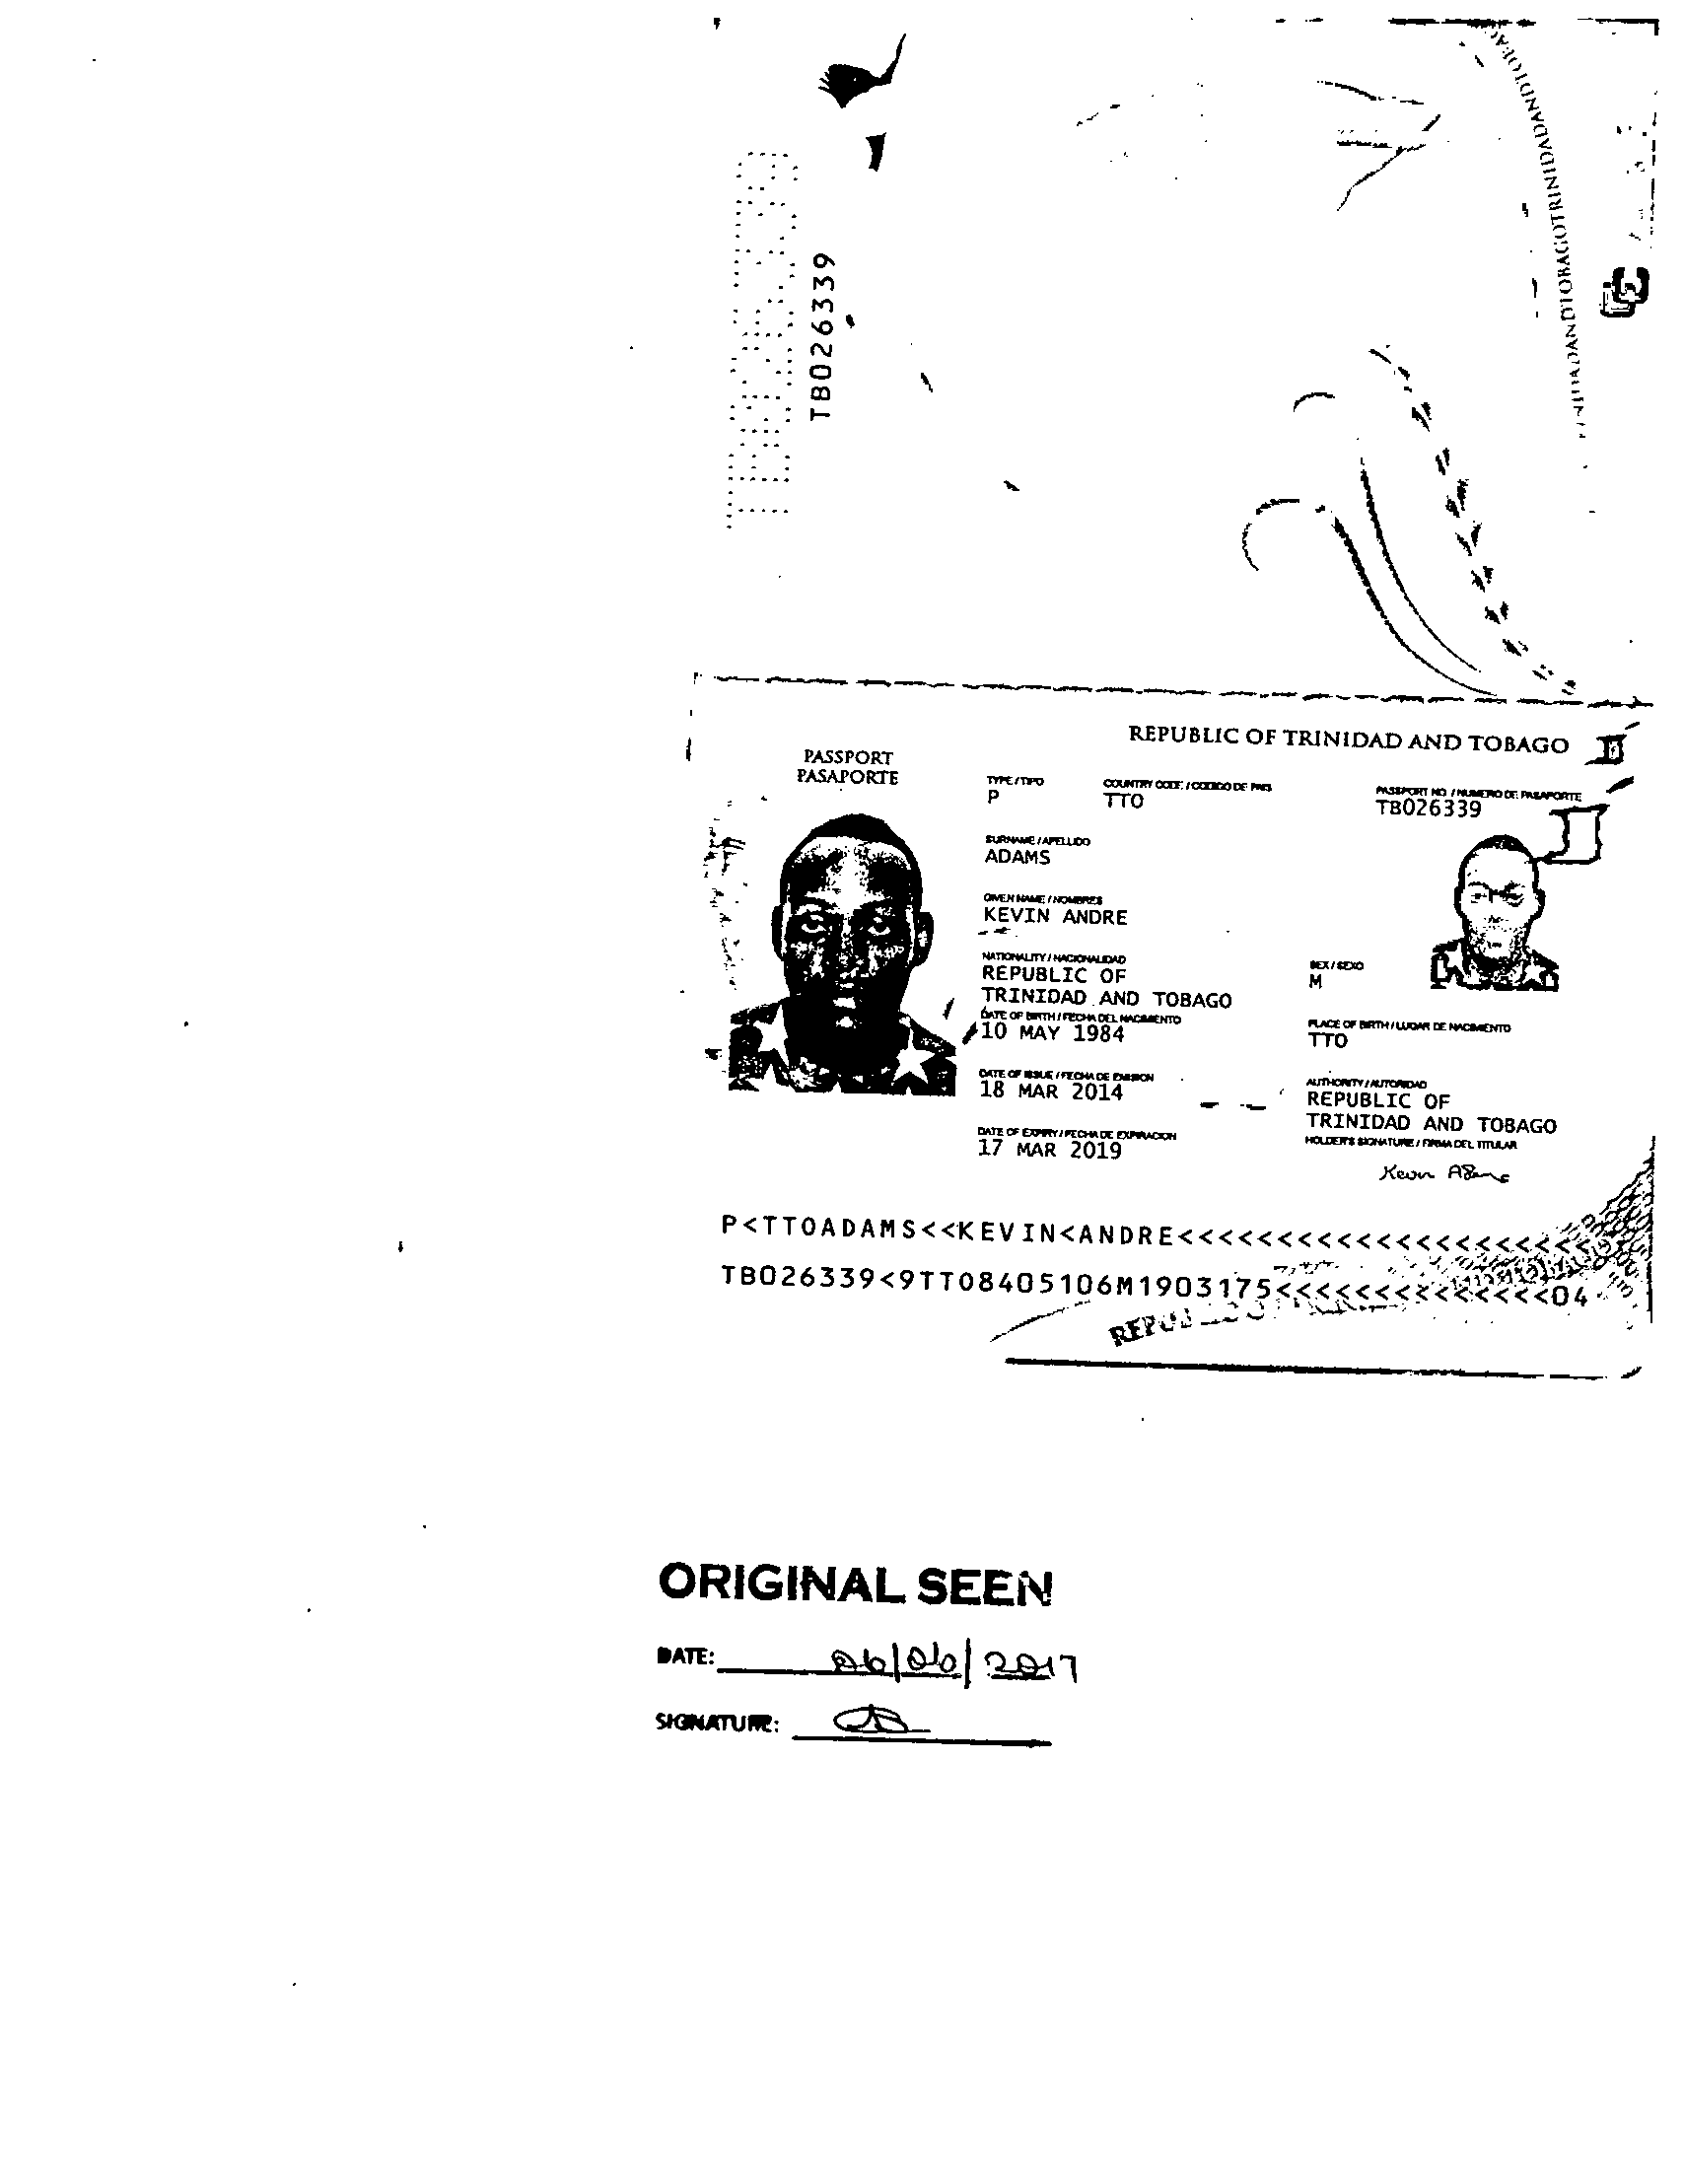 TB026339
REPUBLIC OF TRINIDAD AND TOBAGO
PASSPORT
PASAPORTE
TYPE / TIPO
P
COUNTRY CODE / CODIGO DE PAIS
TTO
PASSPORT NO / NUMERO DE PASAPORTE
TB026339
SURNAME / APELLIDO
ADAMS
GIVEN NAME / NOMBRES
KEVIN ANDRE
NATIONALITY / NACIONALIDAD
REPUBLIC OF
TRINIDAD AND TOBAGO
SEX / SEXO
M
DATE OF BIRTH / FECHA DEL NACIMIENTO
10 MAY 1984
PLACE OF BIRTH / LUGAR DE NACIMIENTO
TTO
DATE OF ISSUE / FECHA DE EMISION
18 MAR 2014
AUTHORITY / AUTORIDAD
REPUBLIC OF
TRINIDAD AND TOBAGO
DATE OF EXPIRY / FECHA DE EXPIRACION
17 MAR 2019
HOLDER'S SIGNATURE / FIRMA DEL TITULAR
Kevin Adams
P<TTOADAMS<<KEVIN<ANDRE<<<<<<<<<<<<<<<<<<<<<
TB026339<9TTO8405106M1903175<<<<<<<<<<<<<<04
ORIGINAL SEEN
DATE: 06/06/2017
SIGNATURE: